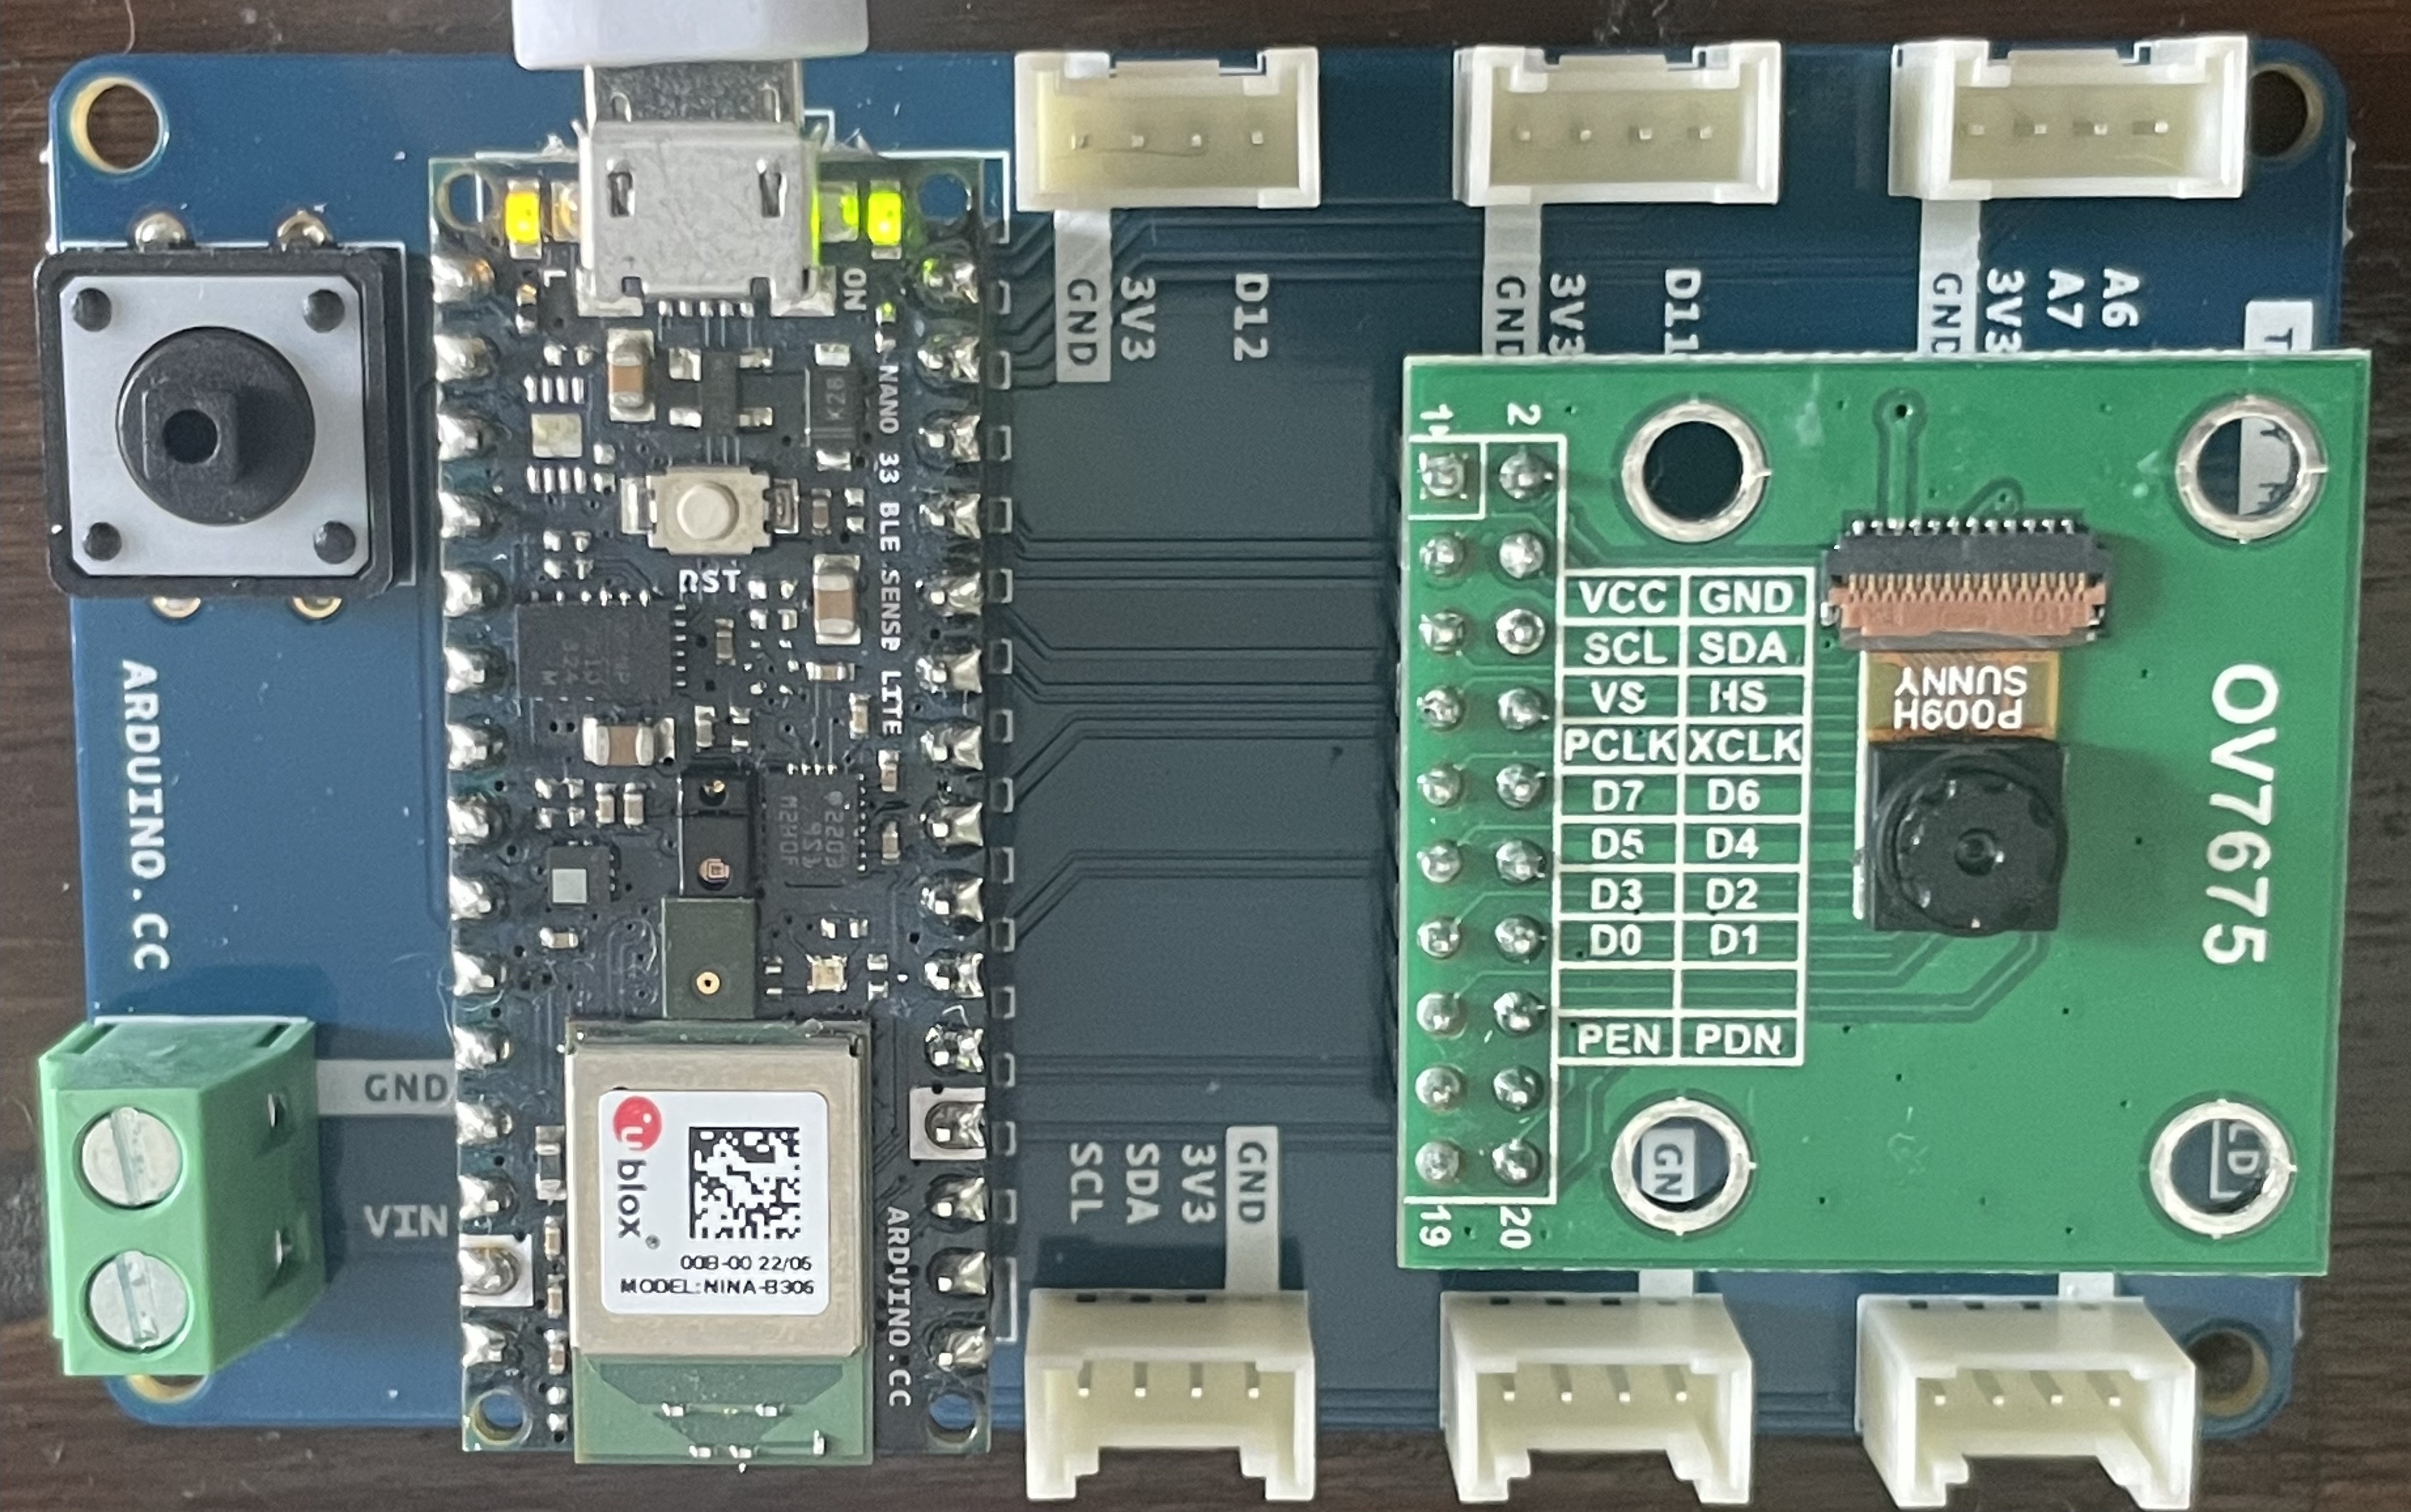 L
ON
NANO 33 BLE SENSE LITE
K28
RST
ARDUINO.CC
GND
VIN
u
blox
00B-00 22/05
MODEL:NINA-B306
ARDUINO.CC
GND
3V3
D12
GND
3V3
GND
3V3
A7
A6
SCL
SDA
3V3
GND
1
2
VCC GND
SCL SDA
VS HS
PCLK XCLK
D7 D6
D5 D4
D3 D2
D0 D1
PEN PDN
19
20
P009H
SUNNY
OV7675
GN